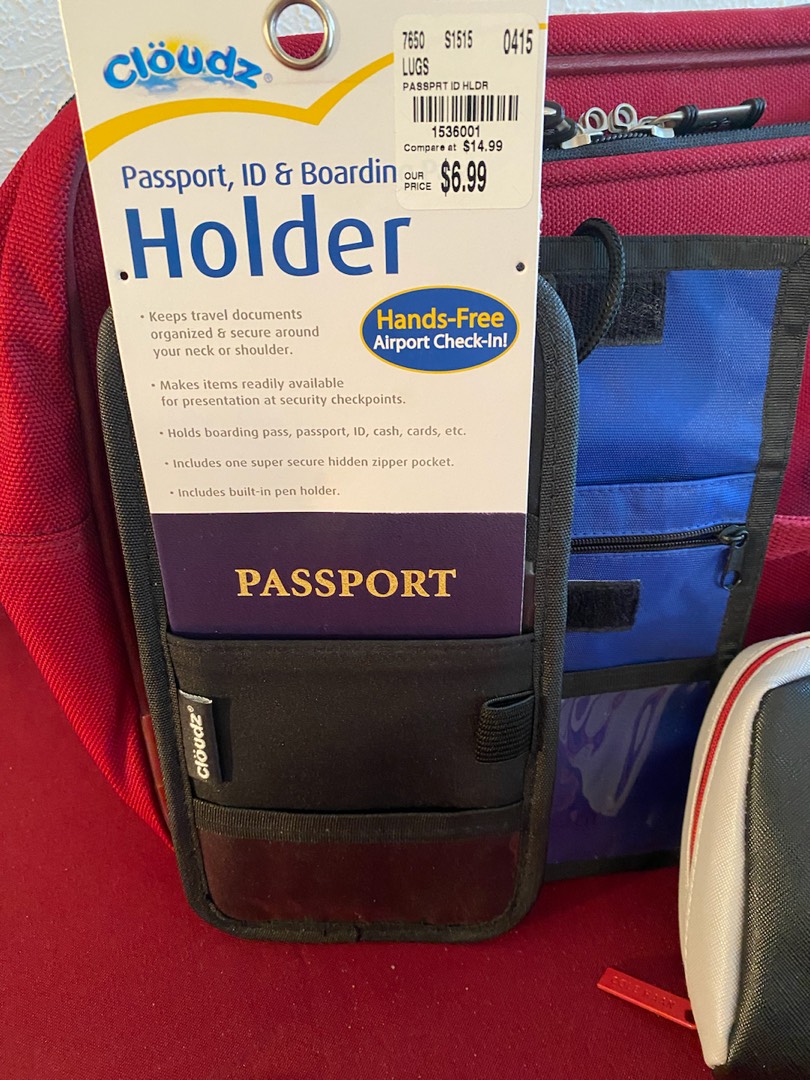 Clöudz®
7650 S1515 0415
LUGS
PASSPRT ID HLDR
1536001
Compare at $14.99
OUR PRICE $6.99
Passport, ID & Boardin
Holder
Hands-Free
Airport Check-In!
• Keeps travel documents
organized & secure around
your neck or shoulder.
• Makes items readily available
for presentation at security checkpoints.
• Holds boarding pass, passport, ID, cash, cards, etc.
• Includes one super secure hidden zipper pocket.
• Includes built-in pen holder.
PASSPORT
clöudz®